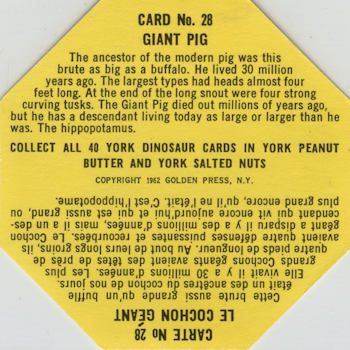 CARD No. 28
GIANT PIG
The ancestor of the modern pig was this
brute as big as a buffalo. He lived 30 million
years ago. The largest types had heads almost four
feet long. At the end of the long snout were four strong
curving tusks. The Giant Pig died out millions of years ago,
but he has a descendant living today as large or larger than he
was. The hippopotamus.
COLLECT ALL 40 YORK DINOSAUR CARDS IN YORK PEANUT
BUTTER AND YORK SALTED NUTS
COPYRIGHT 1962 GOLDEN PRESS, N.Y.
CARTE No 28
LE COCHON GÉANT
Cette brute aussi grande qu'un buffle
était un des ancêtres du cochon de nos jours.
Elle vivait il y a 30 millions d'années. Les plus
grands types de Cochons géants avaient des têtes de près de
quatre pieds de longueur. Au bout de leurs longs groins, ils
avaient quatre défenses puissantes et recourbées. Le Cochon
géant a disparu il y a des millions d'années, mais il a un des-
cendant qui vit encore aujourd'hui et qui est aussi grand, ou
plus grand encore, qu'il ne l'était. C'est l'hippopotame.